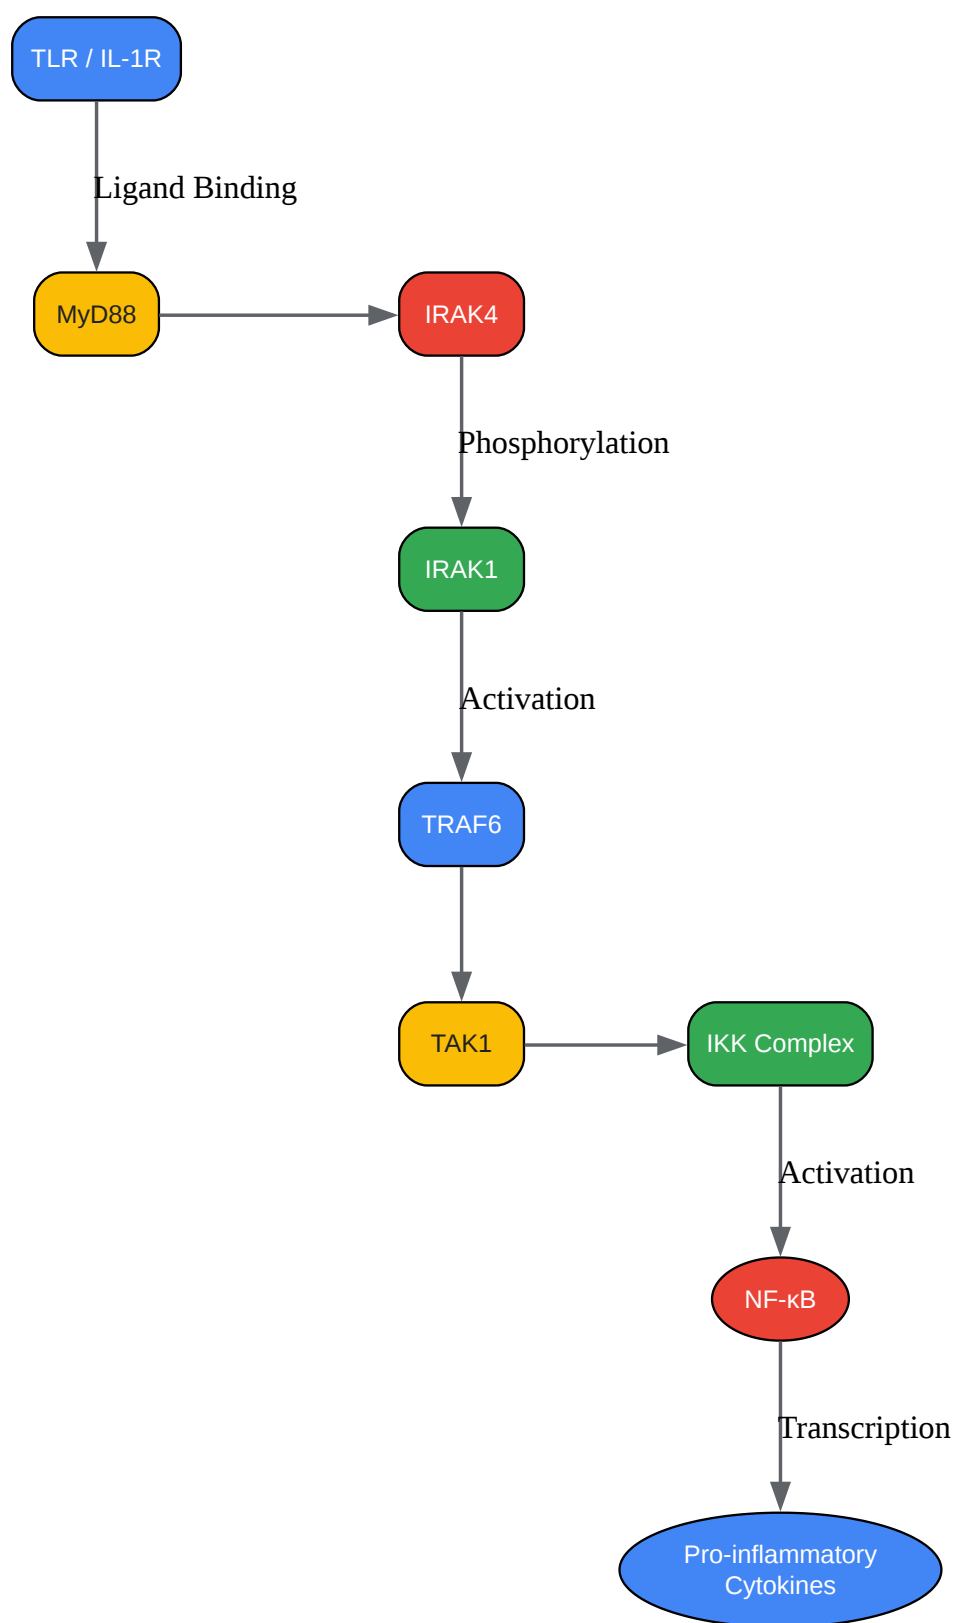 TLR / IL-1R
Ligand Binding
MyD88
IRAK4
Phosphorylation
IRAK1
Activation
TRAF6
TAK1
IKK Complex
Activation
NF-κB
Transcription
Pro-inflammatory
Cytokines